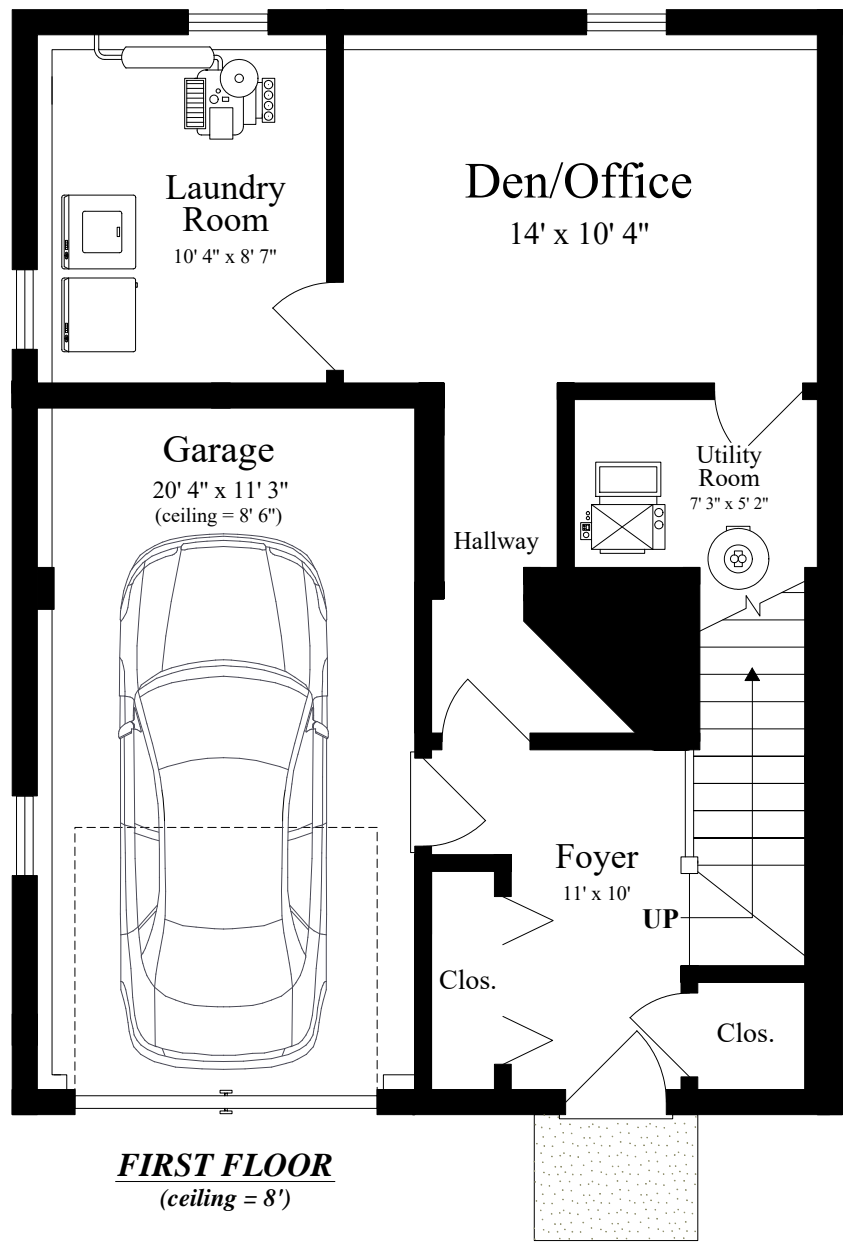 Laundry
Room
10' 4" x 8' 7"
Den/Office
14' x 10' 4"
Garage
20' 4" x 11' 3"
(ceiling = 8' 6")
Hallway
Utility
Room
7' 3" x 5' 2"
Foyer
11' x 10'
UP
Clos.
Clos.
FIRST FLOOR
(ceiling = 8')